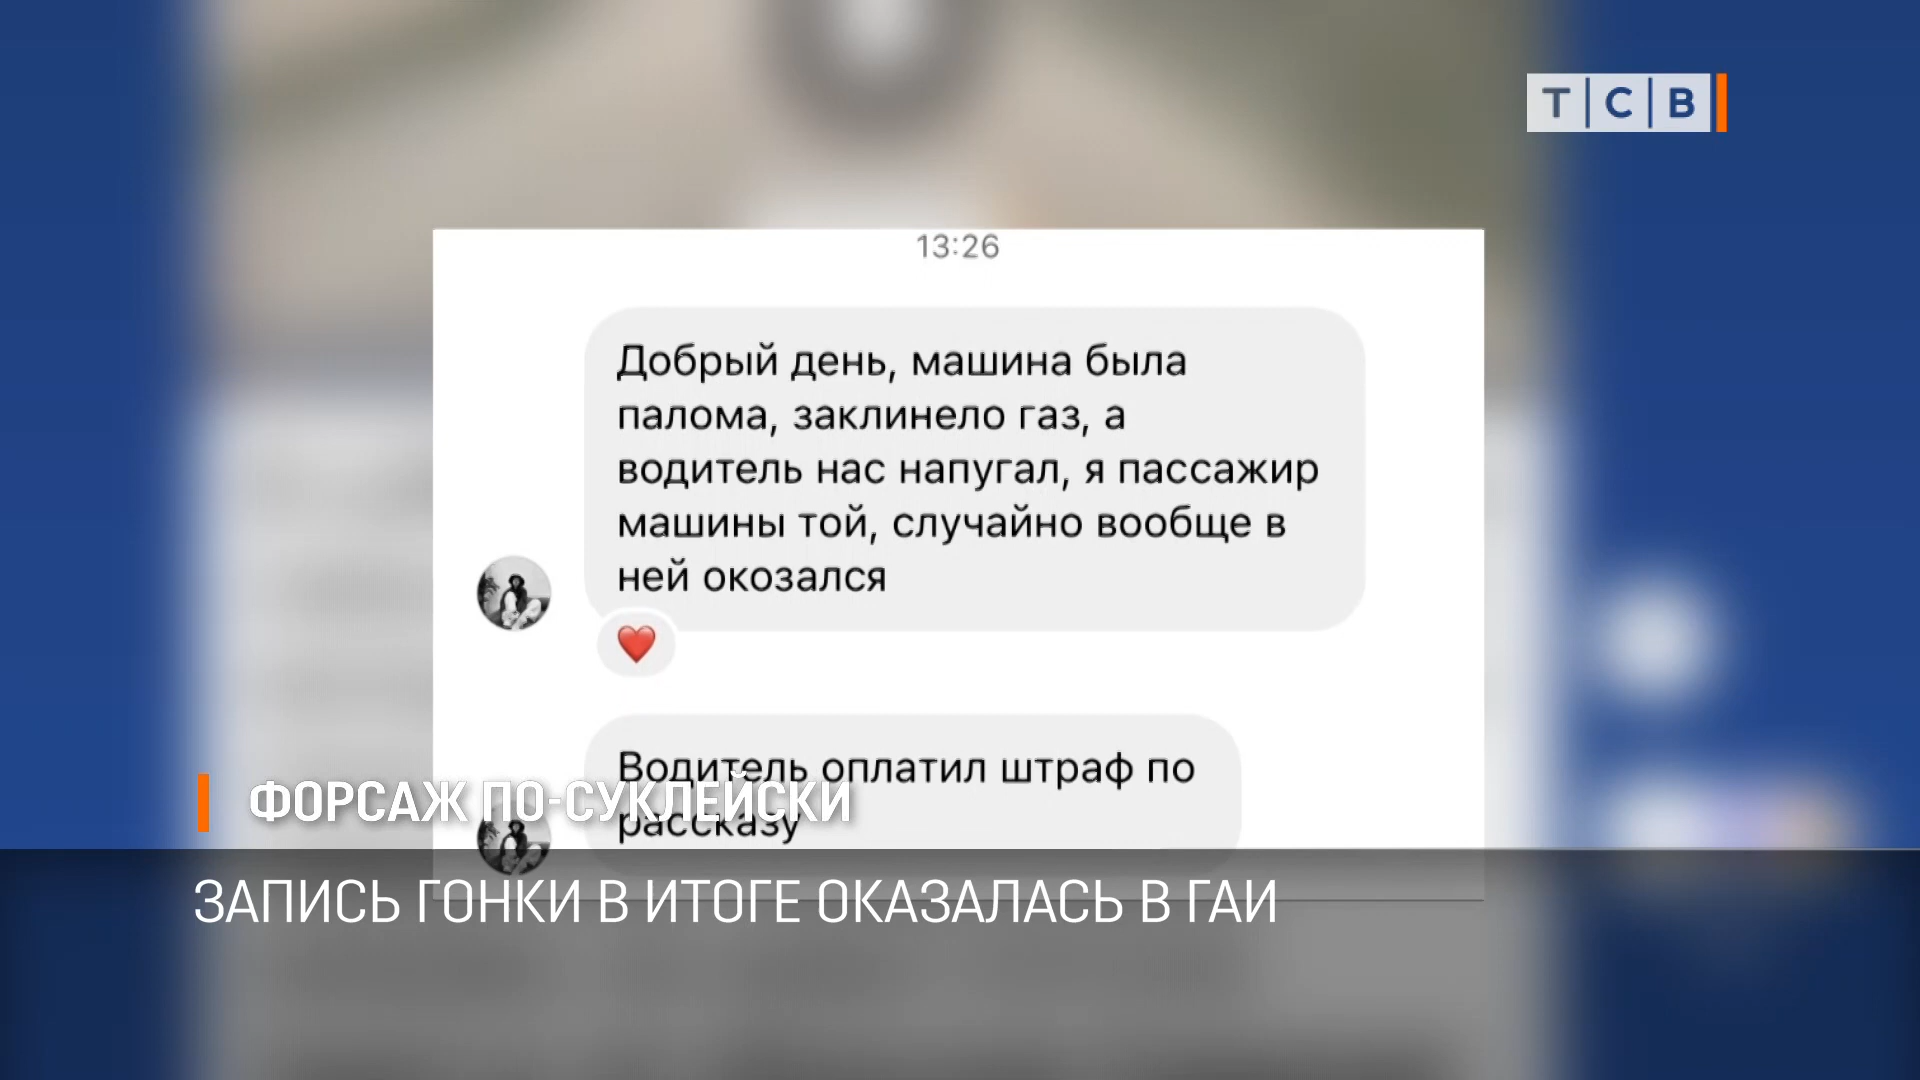 Т|С|В
13:26
Добрый день, машина была
палома, заклинело газ, а
водитель нас напугал, я пассажир
машины той, случайно вообще в
ней окозался
Водитель оплатил штраф по
рассказу
ФОРСАЖ ПО-СУКЛЕЙСКИ
ЗАПИСЬ ГОНКИ В ИТОГЕ ОКАЗАЛАСЬ В ГАИ